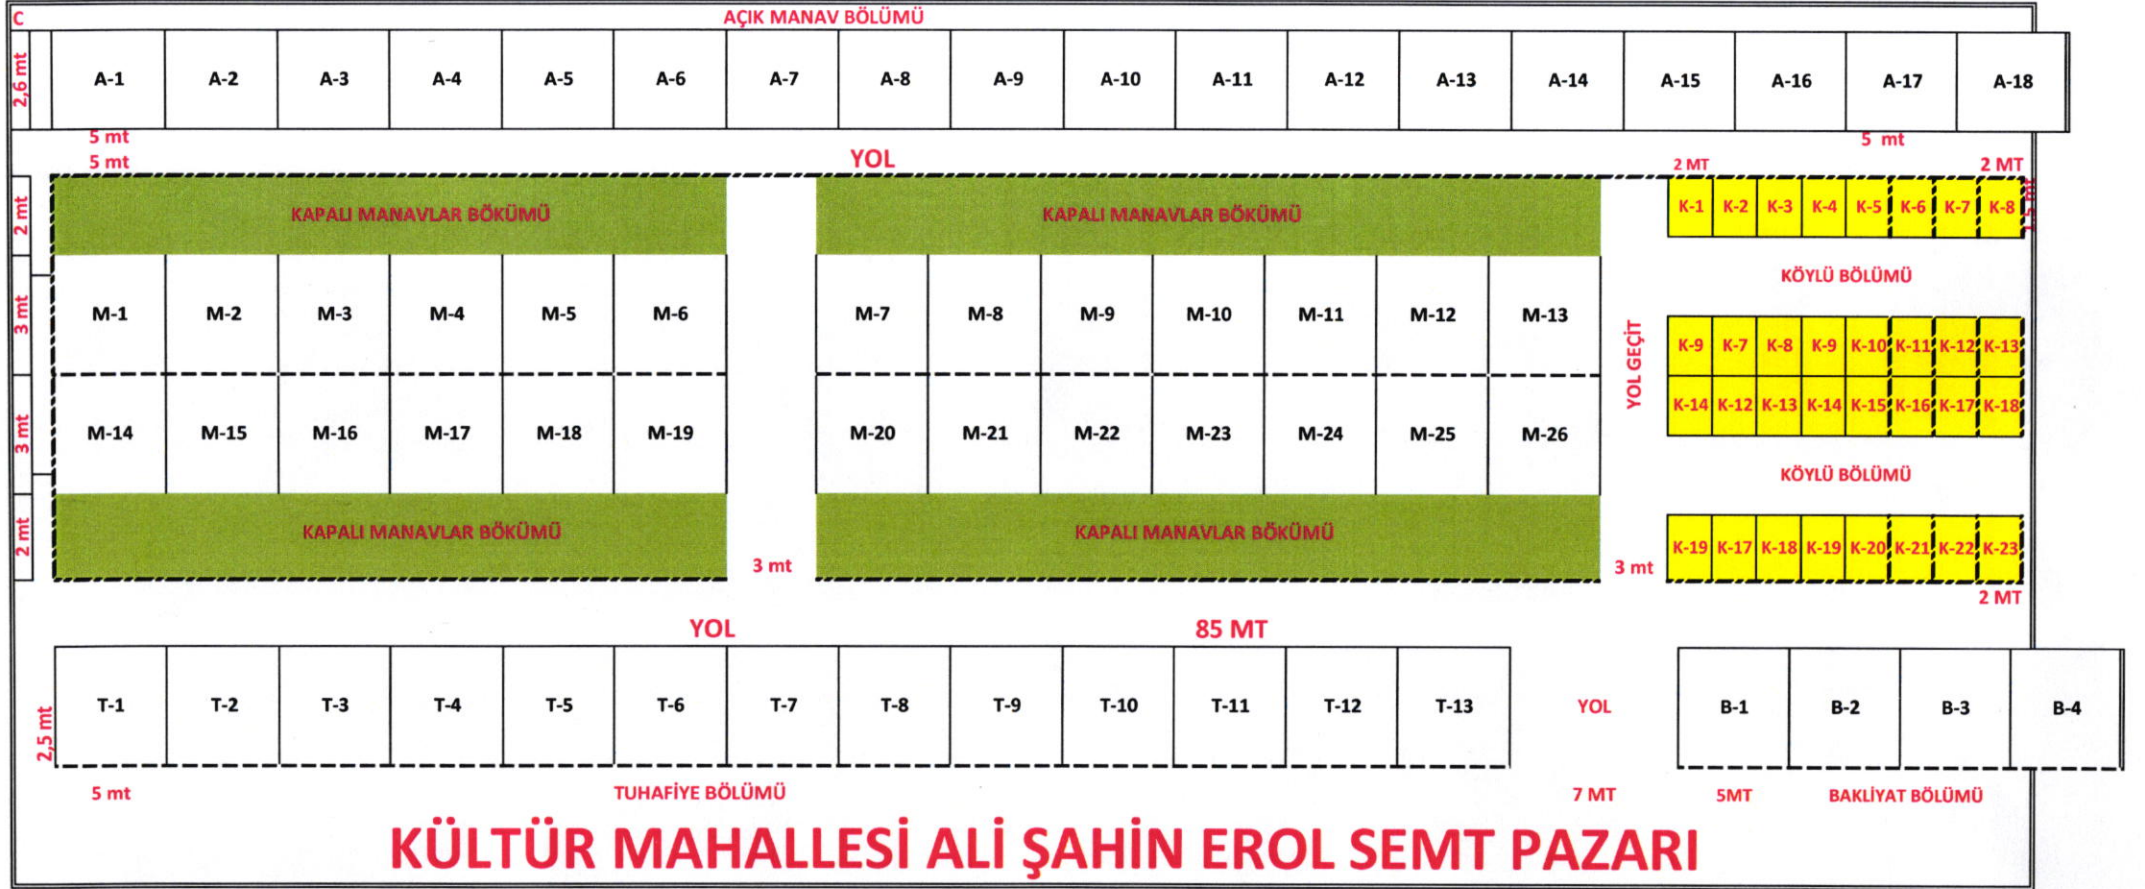 C
AÇIK MANAV BÖLÜMÜ
2,6 mt
A-1 A-2 A-3 A-4 A-5 A-6 A-7 A-8 A-9 A-10 A-11 A-12 A-13 A-14 A-15 A-16 A-17 A-18
5 mt
5 mt
5 mt
YOL
2 MT
2 MT
2 mt
KAPALI MANAVLAR BÖKÜMÜ
KAPALI MANAVLAR BÖKÜMÜ
K-1 K-2 K-3 K-4 K-5 K-6 K-7 K-8
KÖYLÜ BÖLÜMÜ
3 mt
M-1 M-2 M-3 M-4 M-5 M-6 M-7 M-8 M-9 M-10 M-11 M-12 M-13
YOL GEÇİT
K-9 K-7 K-8 K-9 K-10 K-11 K-12 K-13
K-14 K-12 K-13 K-14 K-15 K-16 K-17 K-18
3 mt
M-14 M-15 M-16 M-17 M-18 M-19 M-20 M-21 M-22 M-23 M-24 M-25 M-26
KÖYLÜ BÖLÜMÜ
2 mt
KAPALI MANAVLAR BÖKÜMÜ
KAPALI MANAVLAR BÖKÜMÜ
K-19 K-17 K-18 K-19 K-20 K-21 K-22 K-23
3 mt
3 mt
2 MT
YOL
85 MT
2,5 mt
T-1 T-2 T-3 T-4 T-5 T-6 T-7 T-8 T-9 T-10 T-11 T-12 T-13
YOL
B-1 B-2 B-3 B-4
5 mt
TUHAFİYE BÖLÜMÜ
7 MT
5MT
BAKLİYAT BÖLÜMÜ
KÜLTÜR MAHALLESİ ALİ ŞAHİN EROL SEMT PAZARI